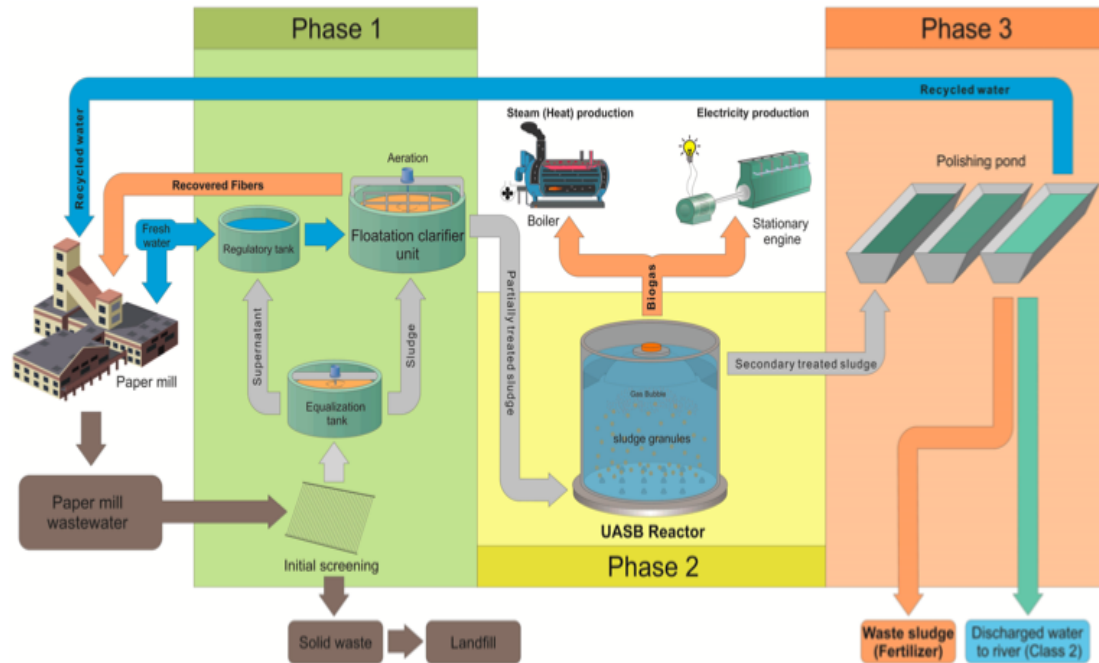 Phase 1
Phase 3
Recycled water
Recycled water
Steam (Heat) production
Electricity production
Aeration
Polishing pond
Recovered Fibers
Fresh
water
Regulatory tank
Floatation clarifier
unit
Boiler
Stationary
engine
Biogas
Partially treated sludge
Supernatant
Sludge
Paper mill
Equalization
tank
Gas Bubble
sludge granules
Secondary treated sludge
Paper mill
wastewater
UASB Reactor
Initial screening
Phase 2
Solid waste
Landfill
Waste sludge
(Fertilizer)
Discharged water
to river (Class 2)